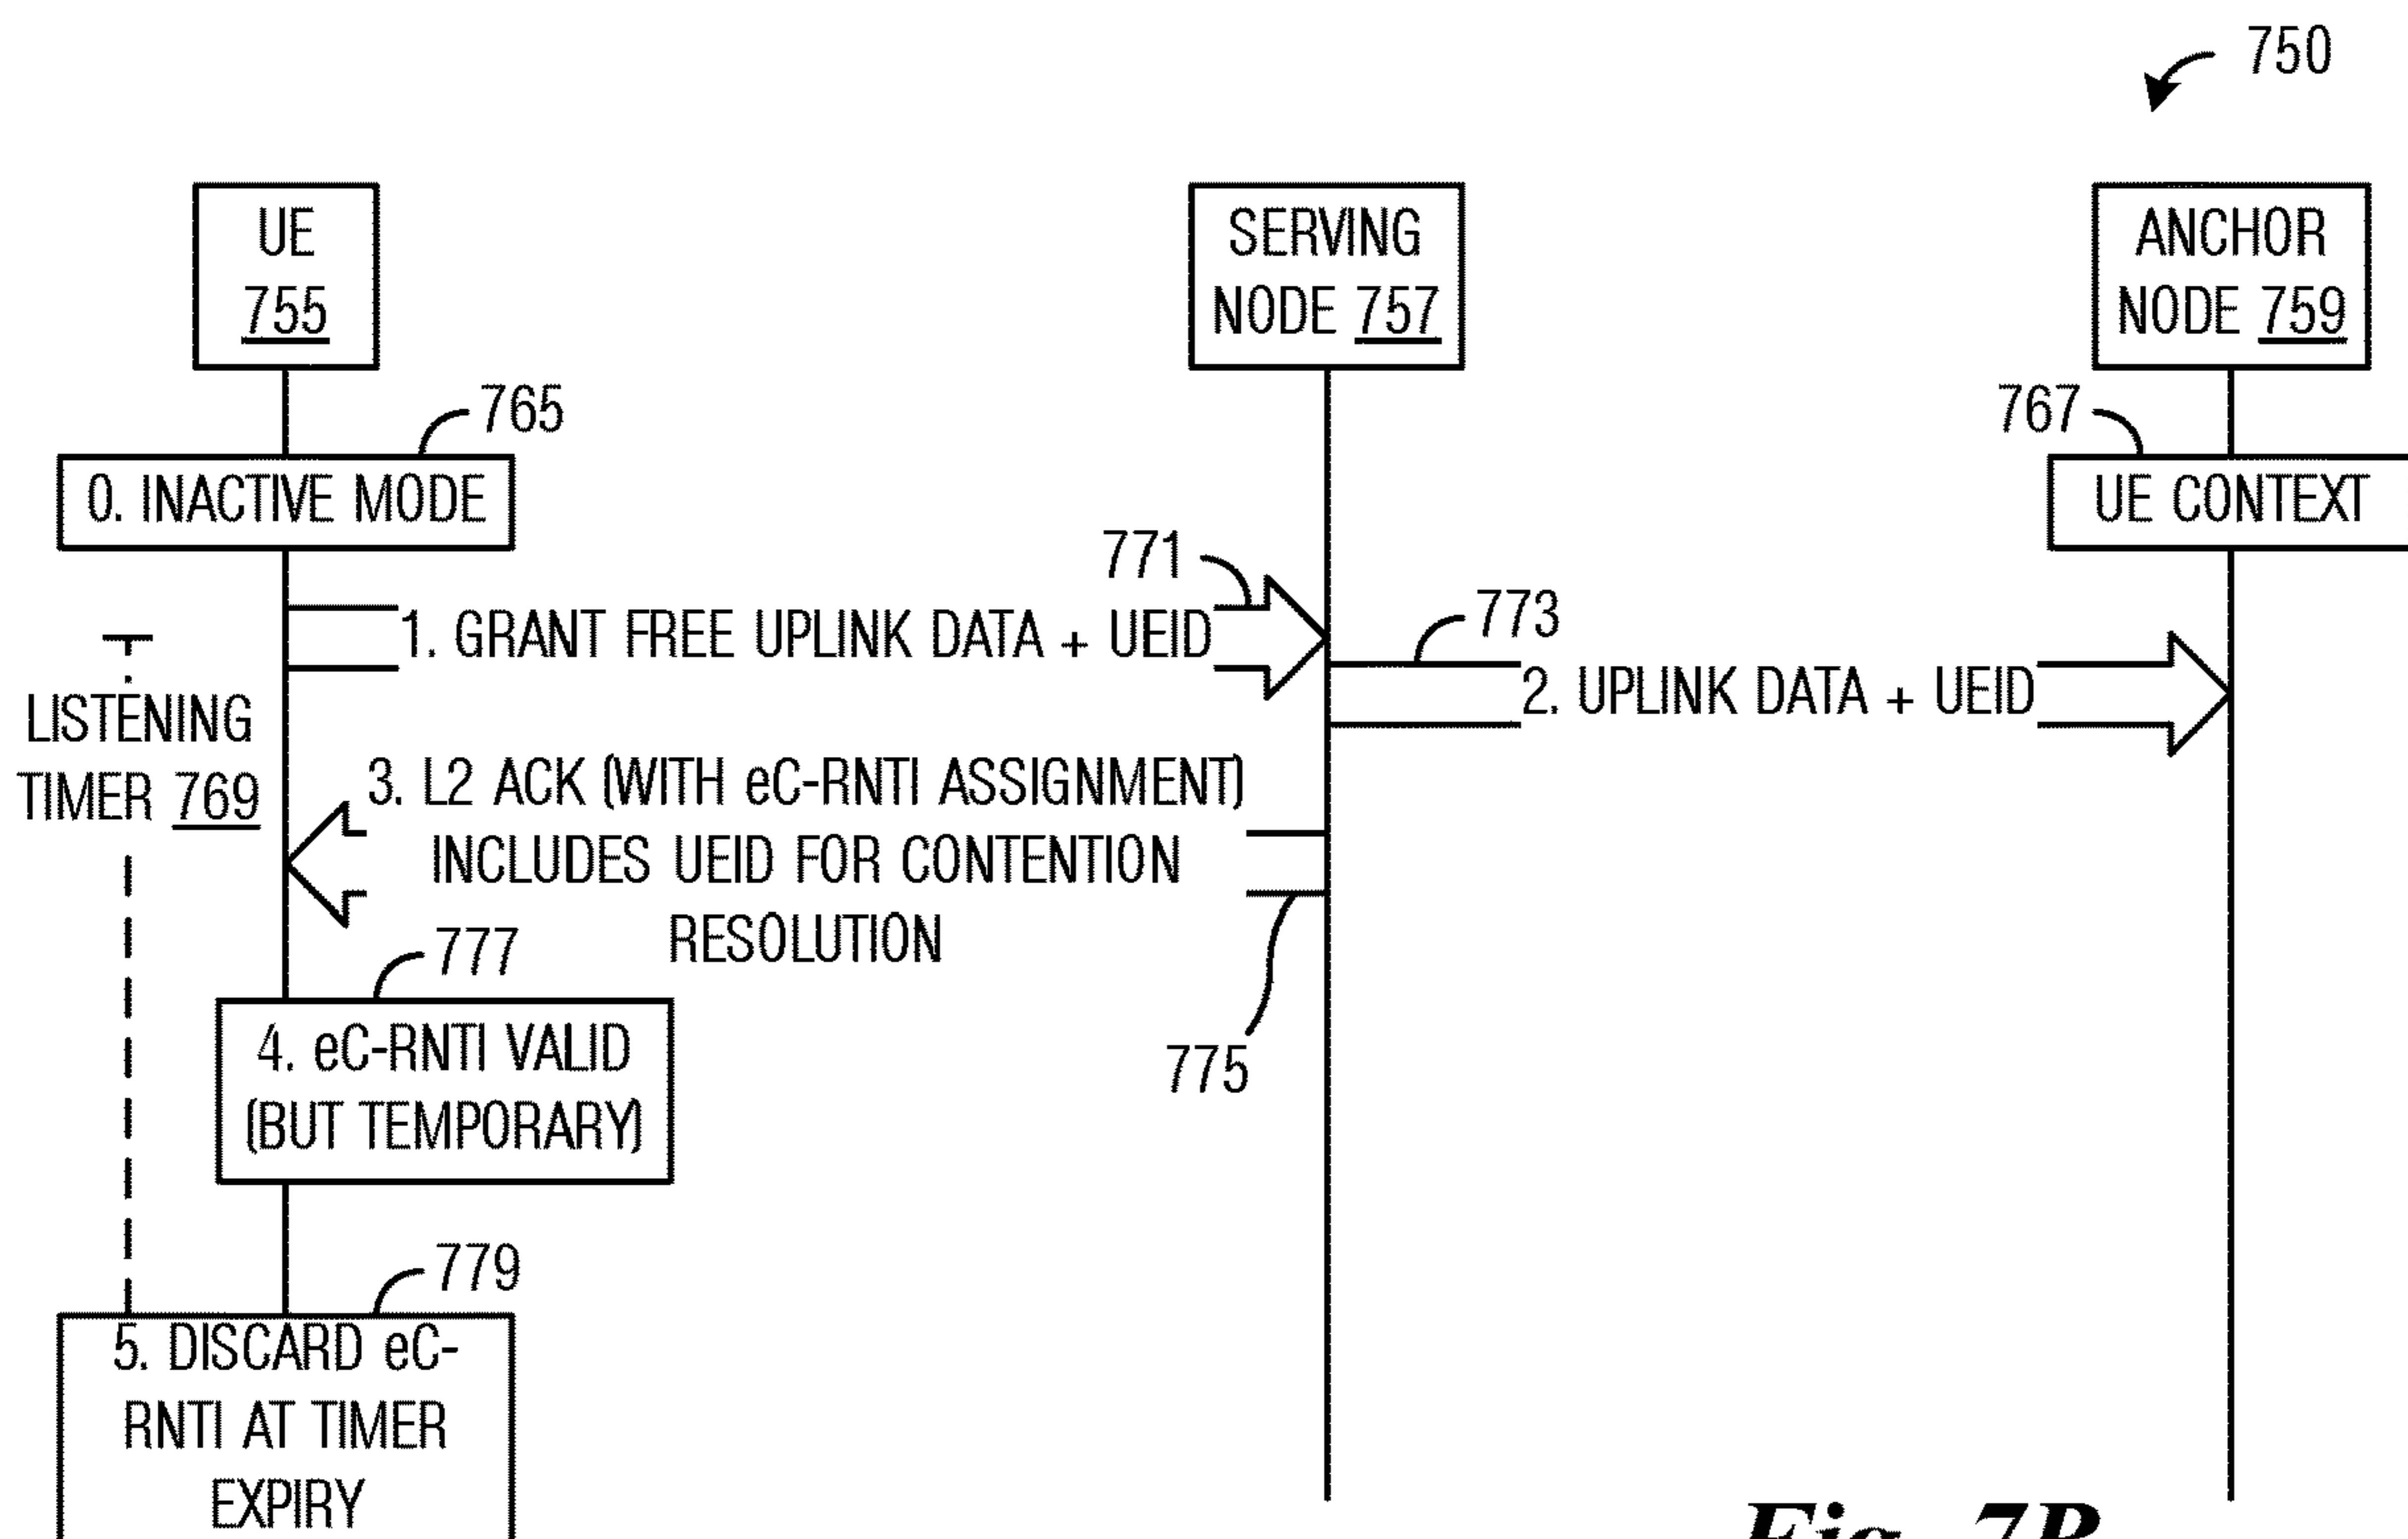 750
UE
755
SERVING
NODE 757
ANCHOR
NODE 759
765
767
0. INACTIVE MODE
UE CONTEXT
771
1. GRANT FREE UPLINK DATA + UEID
773
2. UPLINK DATA + UEID
LISTENING
TIMER 769
3. L2 ACK (WITH eC-RNTI ASSIGNMENT)
INCLUDES UEID FOR CONTENTION
RESOLUTION
775
777
4. eC-RNTI VALID
(BUT TEMPORARY)
779
5. DISCARD eC-
RNTI AT TIMER
EXPIRY
Fig. 7B